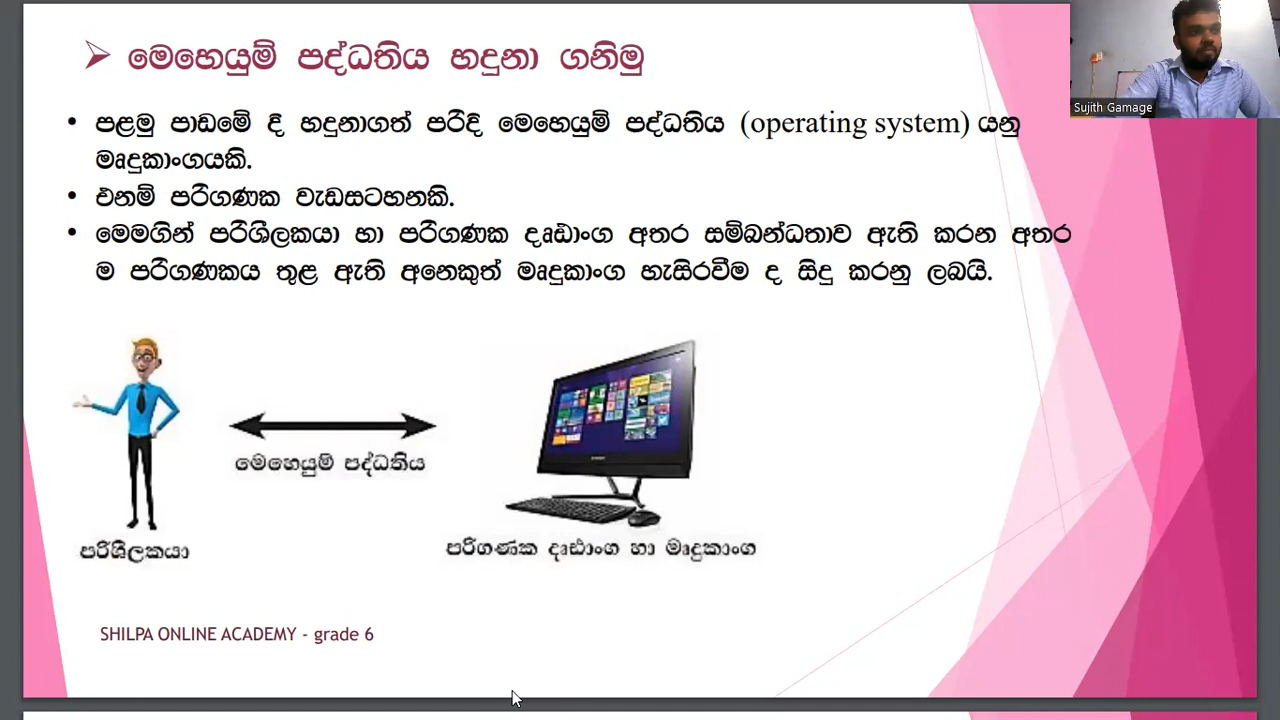 ➢ මෙහෙයුම් පද්ධතිය හදුනා ගනිමු
• පළමු පාඩමේ දී හදුනාගත් පරිදි මෙහෙයුම් පද්ධතිය (operating system) යනු
මෘදුකාංගයකි.
• එනම් පරිගණක වැඩසටහනකි.
• මෙමගින් පරිශීලකයා හා පරිගණක දෘඪාංග අතර සම්බන්ධතාව ඇති කරන අතර
ම පරිගණකය තුළ ඇති අනෙකුත් මෘදුකාංග හැසිරවීම ද සිදු කරනු ලබයි.
මෙහෙයුම් පද්ධතිය
පරිශීලකයා
පරිගණක දෘඪාංග හා මෘදුකාංග
SHILPA ONLINE ACADEMY - grade 6
Sujith Gamage